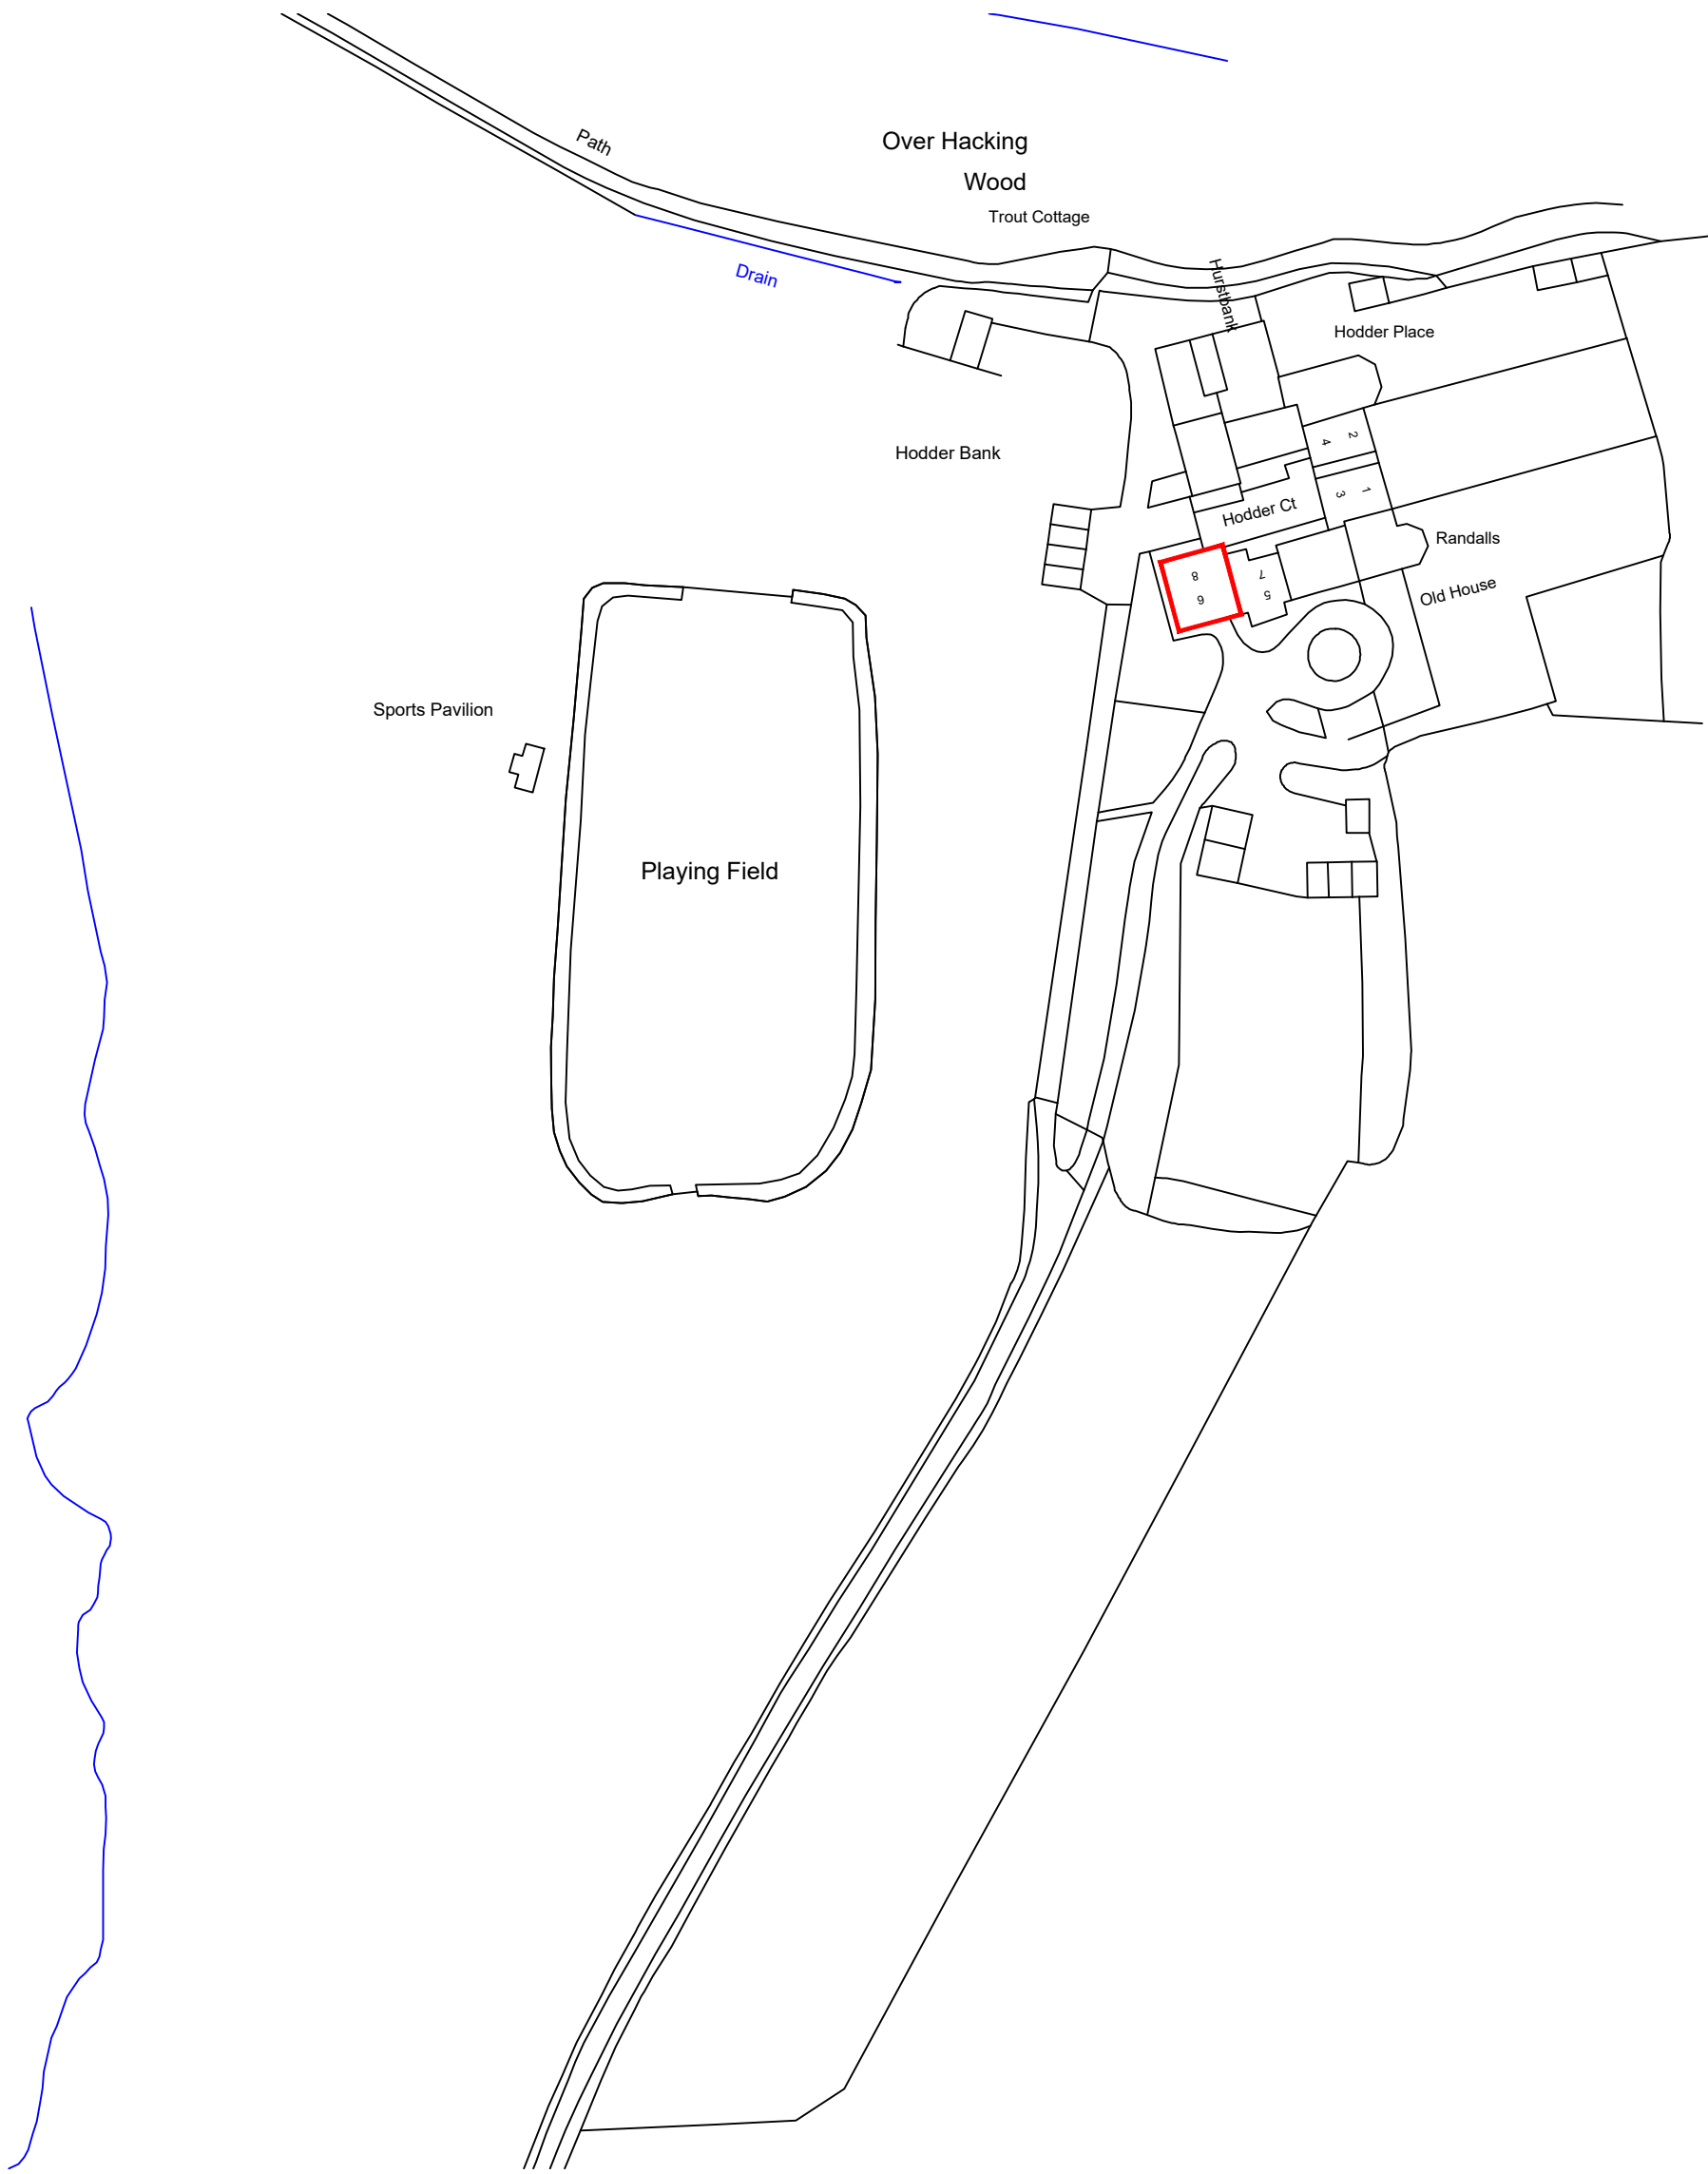 Path
Over Hacking
Wood
Trout Cottage
Drain
Hurstbank
Hodder Place
Hodder Bank
2
4
1
3
Hodder Ct
Randalls
Old House
8
6
7
5
Sports Pavilion
Playing Field